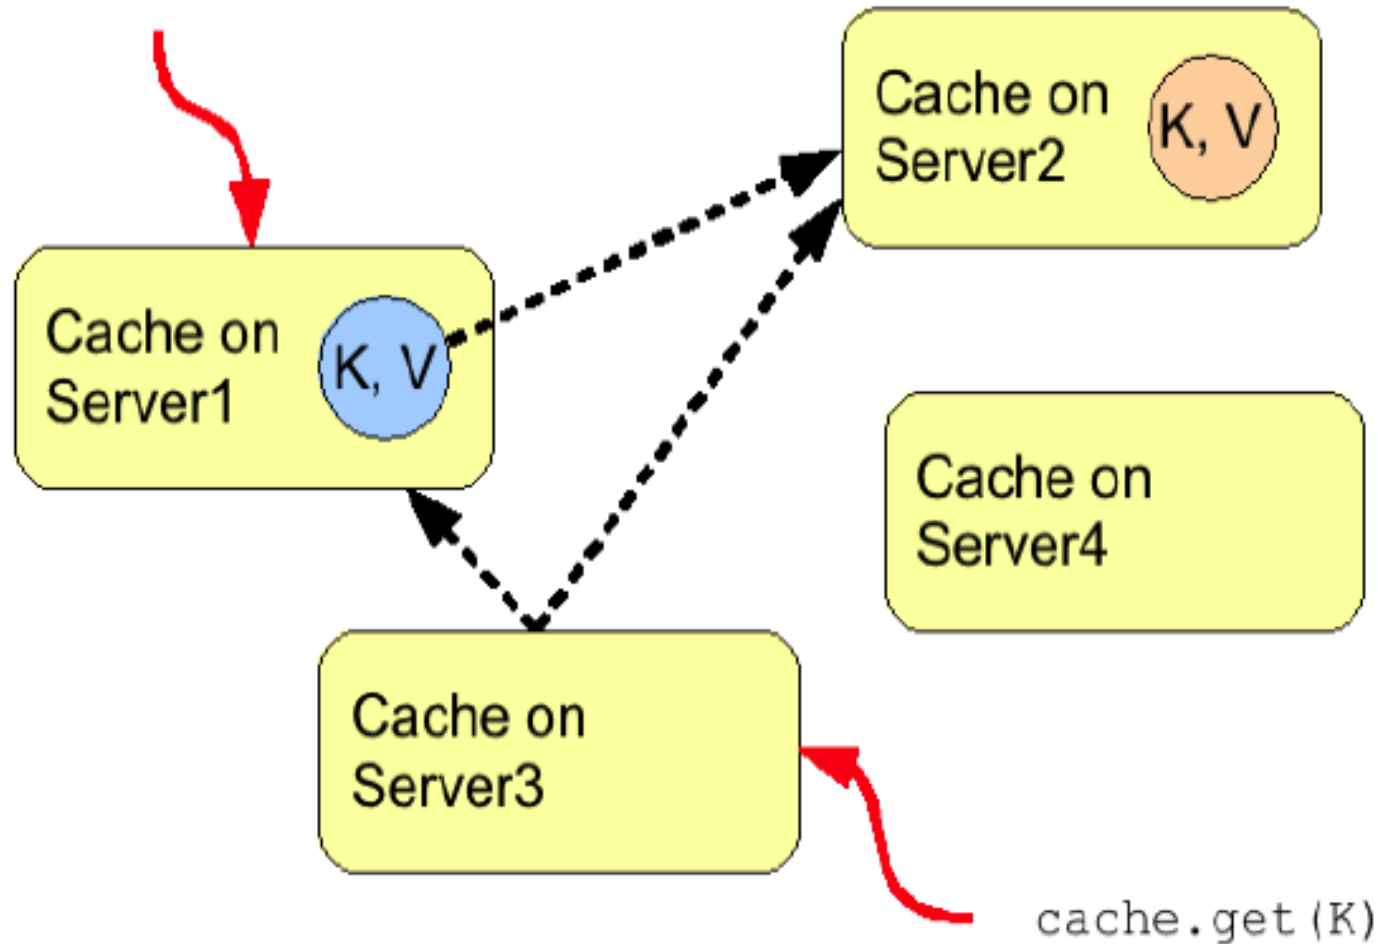 Cache on
Server2
K, V
Cache on
Server1
K, V
Cache on
Server4
Cache on
Server3
cache.get(K)